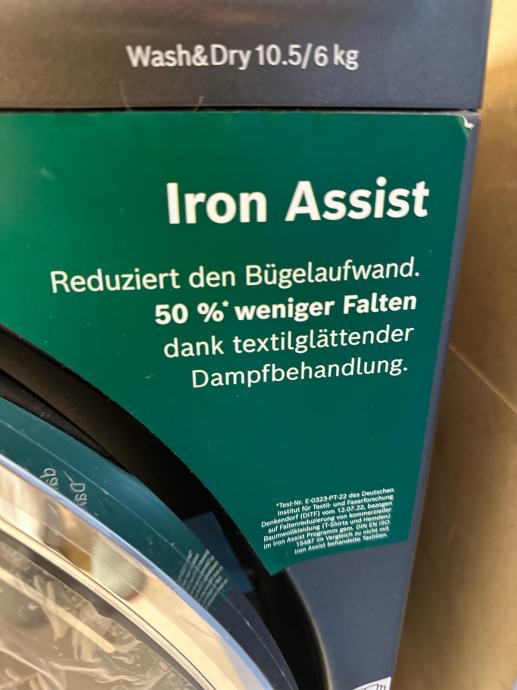 Wash&Dry 10.5/6 kg
Iron Assist
Reduziert den Bügelaufwand.
50 %* weniger Falten
dank textilglättender
Dampfbehandlung.
*Test-Nr. E-0323-PT-22 des Deutschen
Institut für Textil- und Faserforschung
Denkendorf (DITF) vom 12.07.22, bezogen
auf Faltenreduzierung von kommerzieller
Baumwollkleidung (T-Shirts und Hemden)
im Iron Assist Programm gem. DIN EN ISO
15487 im Vergleich zu nicht mit
Iron Assist behandelte Textilien.